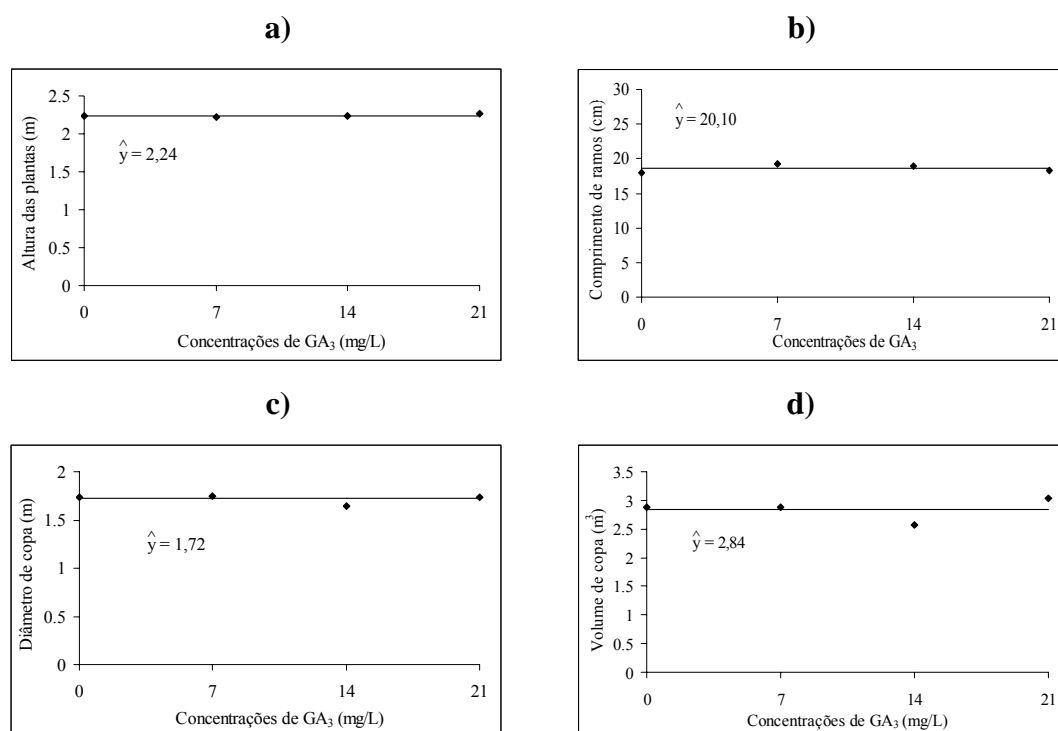 a)
2.5
2
1.5
1
0.5
0
0 7 14 21
Altura das plantas (m)
ŷ = 2,24
Concentrações de GA₃ (mg/L)
b)
30
25
20
15
10
5
0
0 7 14 21
Comprimento de ramos (cm)
ŷ = 20,10
Concentrações de GA₃
c)
2
1.5
1
0.5
0
0 7 14 21
Diâmetro de copa (m)
ŷ = 1,72
Concentrações de GA₃ (mg/L)
d)
3.5
3
2.5
2
1.5
1
0.5
0
0 7 14 21
Volume de copa (m³)
ŷ = 2,84
Concentrações de GA₃ (mg/L)